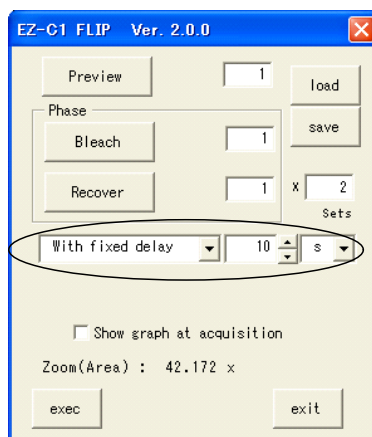 EZ-C1 FLIP Ver. 2.0.0
Preview 1 load
Phase save
Bleach 1
Recover 1 x 2
Sets
With fixed delay 10 s
Show graph at acquisition
Zoom(Area) : 42.172 x
exec exit